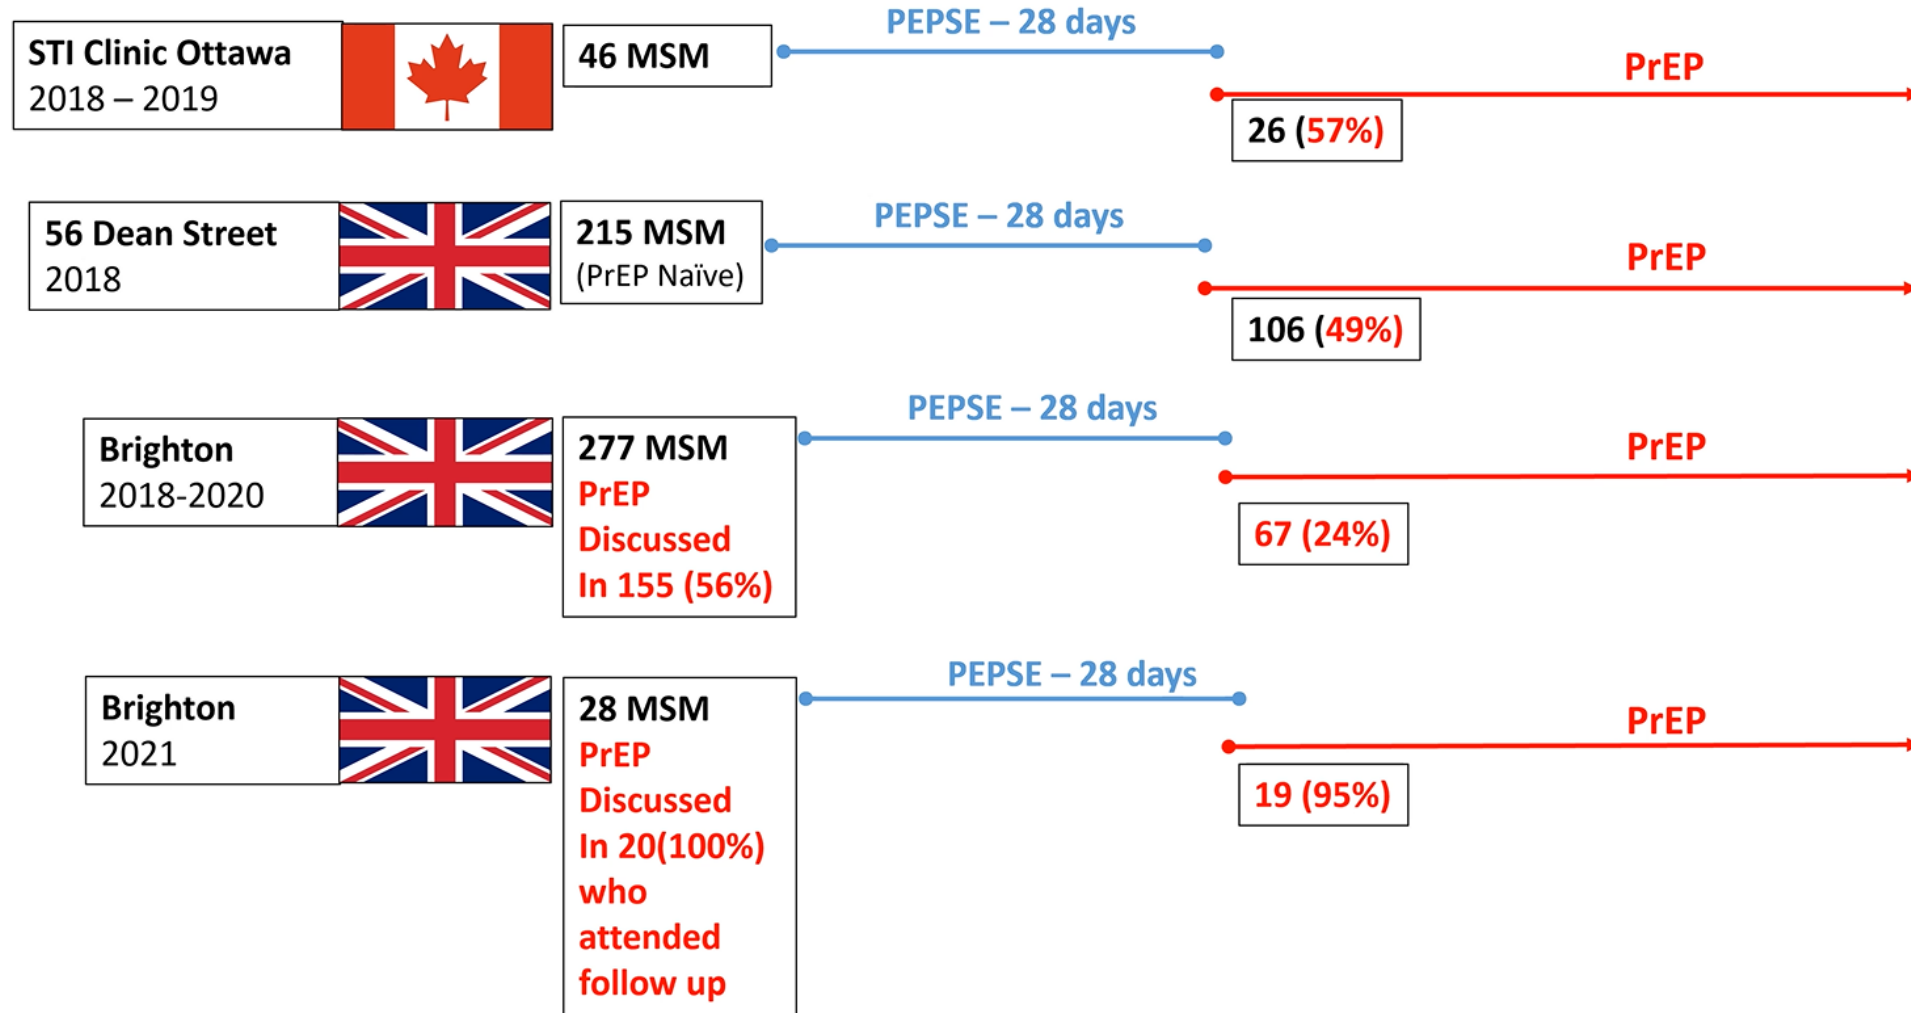 PEPSE – 28 days
STI Clinic Ottawa
2018 – 2019
46 MSM
PrEP
26 (57%)
PEPSE – 28 days
56 Dean Street
2018
215 MSM
(PrEP Naïve)
PrEP
106 (49%)
PEPSE – 28 days
Brighton
2018-2020
277 MSM
PrEP
Discussed
In 155 (56%)
PrEP
67 (24%)
PEPSE – 28 days
Brighton
2021
28 MSM
PrEP
Discussed
In 20(100%)
who
attended
follow up
PrEP
19 (95%)